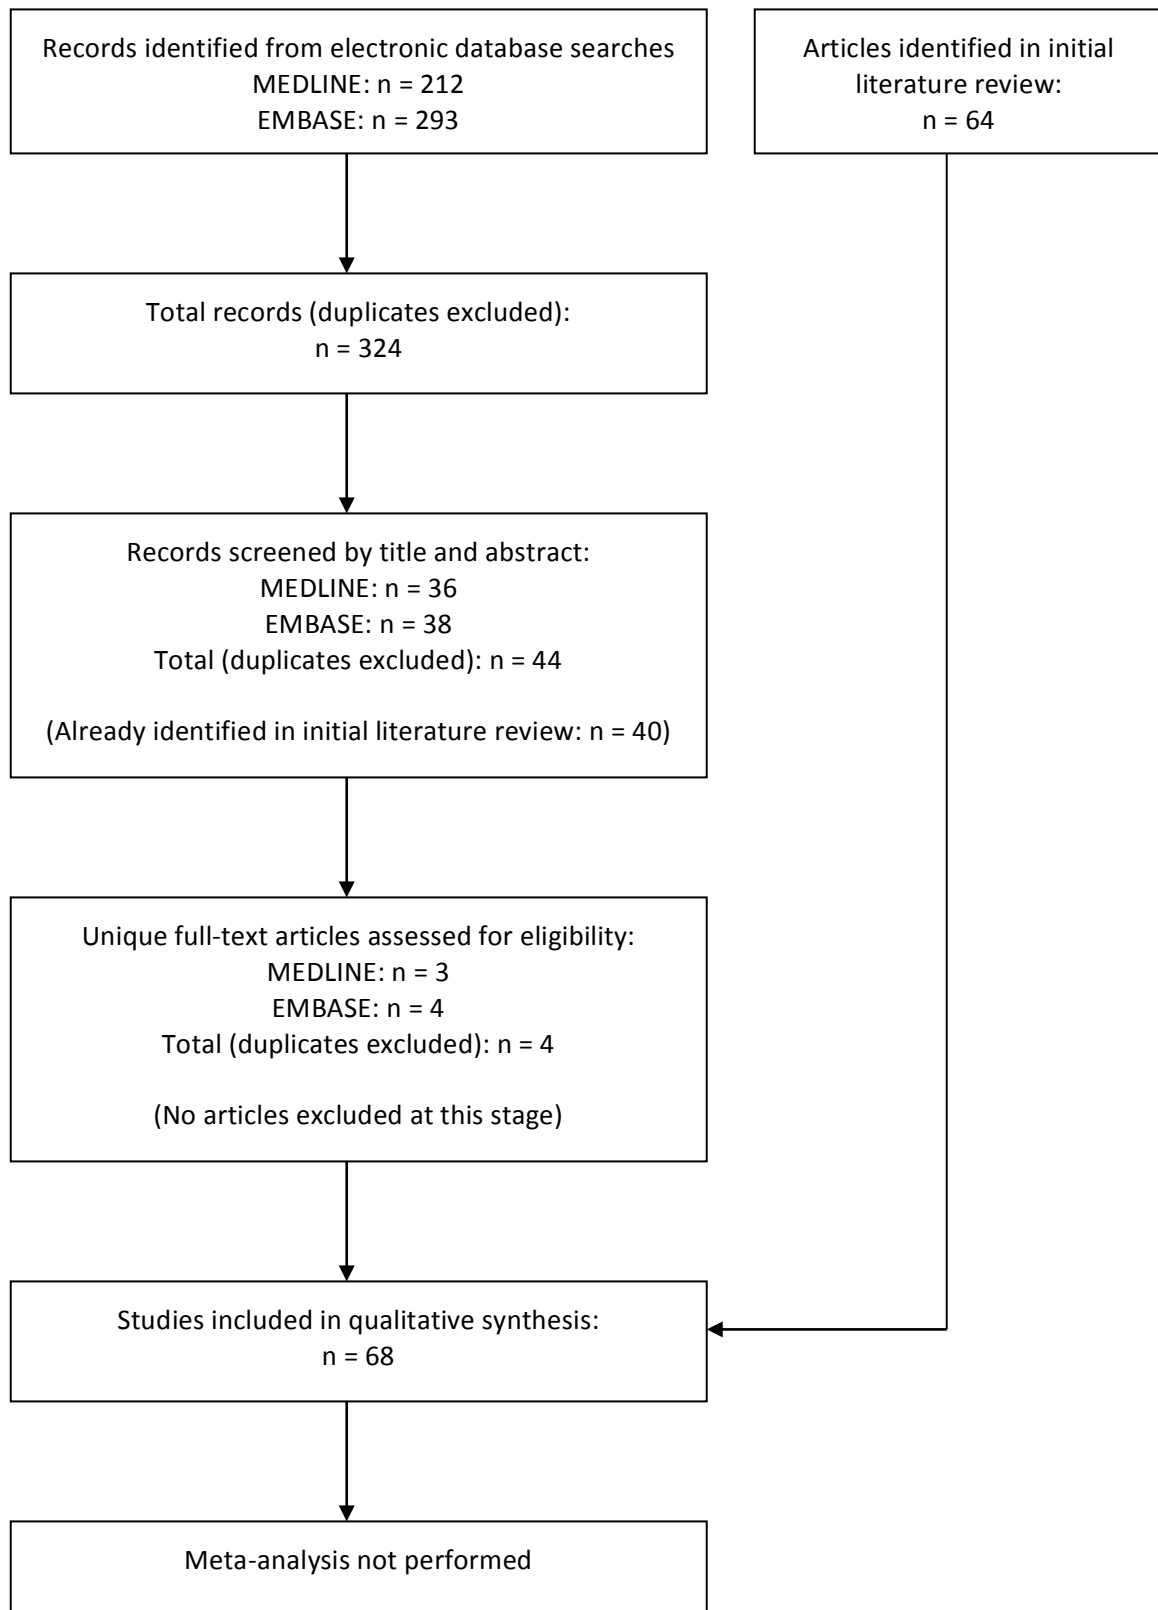 Records identified from electronic database searches
MEDLINE: n = 212
EMBASE: n = 293
Articles identified in initial
literature review:
n = 64
Total records (duplicates excluded):
n = 324
Records screened by title and abstract:
MEDLINE: n = 36
EMBASE: n = 38
Total (duplicates excluded): n = 44
(Already identified in initial literature review: n = 40)
Unique full-text articles assessed for eligibility:
MEDLINE: n = 3
EMBASE: n = 4
Total (duplicates excluded): n = 4
(No articles excluded at this stage)
Studies included in qualitative synthesis:
n = 68
Meta-analysis not performed